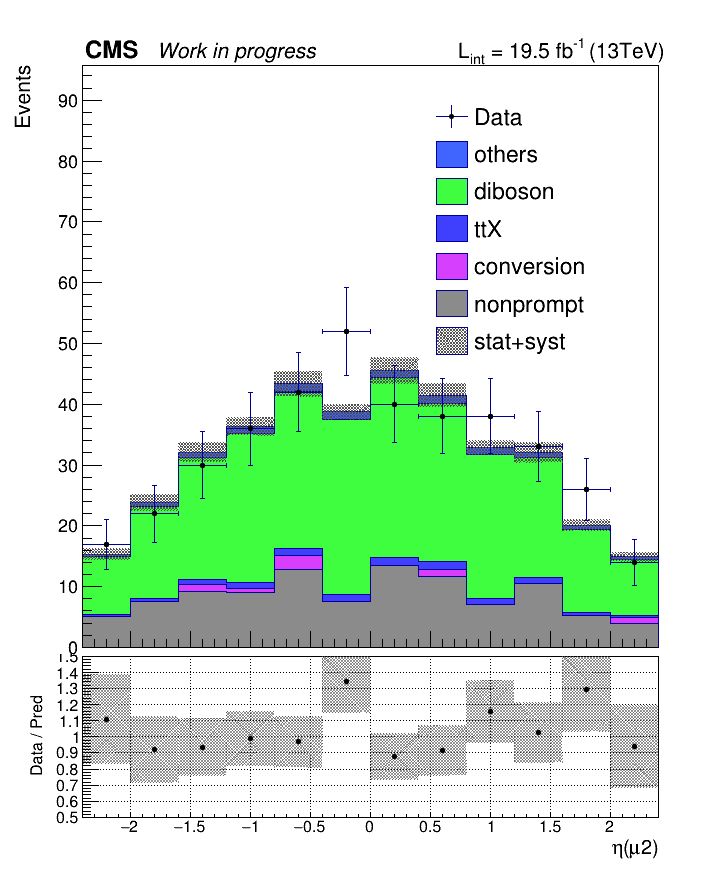 CMS Work in progress L_int = 19.5 fb^-1 (13TeV)
Events
90
80
70
60
50
40
30
20
10
0
Data
others
diboson
ttX
conversion
nonprompt
stat+syst
Data / Pred
1.5
1.4
1.3
1.2
1.1
1
0.9
0.8
0.7
0.6
0.5
−2 −1.5 −1 −0.5 0 0.5 1 1.5 2
η(μ2)